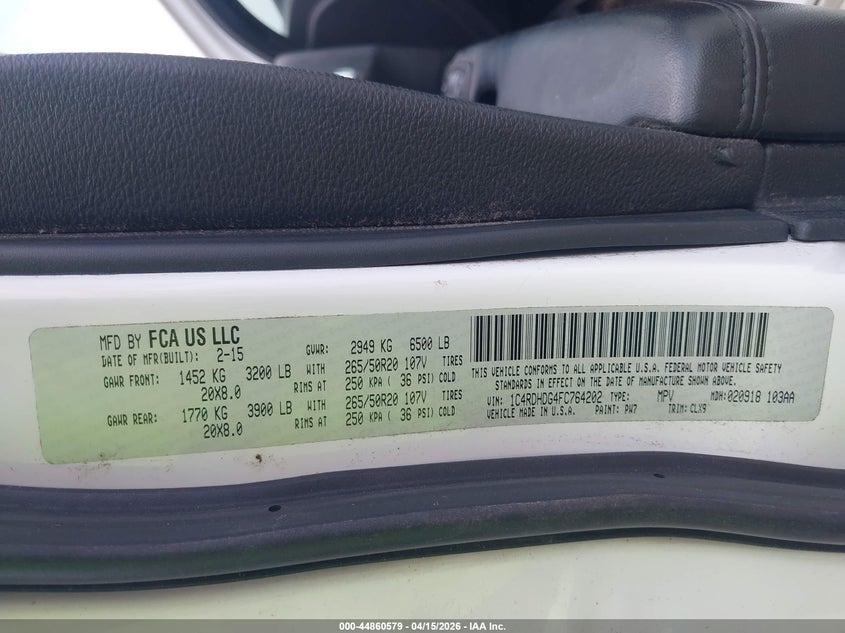 MFD BY FCA US LLC
DATE OF MFR(BUILT): 2-15
GVWR: 2949 KG 6500 LB
GAWR FRONT: 1452 KG 3200 LB WITH 265/50R20 107V TIRES
20X8.0 RIMS AT 250 KPA ( 36 PSI) COLD
GAWR REAR: 1770 KG 3900 LB WITH 265/50R20 107V TIRES
20X8.0 RIMS AT 250 KPA ( 36 PSI) COLD
THIS VEHICLE CONFORMS TO ALL APPLICABLE U.S.A. FEDERAL MOTOR VEHICLE SAFETY
STANDARDS IN EFFECT ON THE DATE OF MANUFACTURE SHOWN ABOVE.
VIN: 1C4RDHDG4FC764202 TYPE: MPV MDH: 020918 103AA
VEHICLE MADE IN U.S.A. PAINT: PW7 TRIM: CLX9
000-44860579 - 04/15/2026 - IAA Inc.